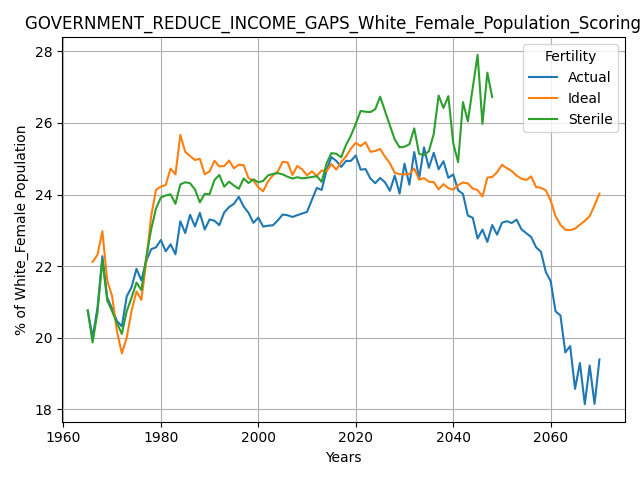 GOVERNMENT_REDUCE_INCOME_GAPS_White_Female_Population_Scoring
Fertility
Actual
Ideal
Sterile
% of White_Female Population
28
26
24
22
20
18
1960
1980
2000
2020
2040
2060
Years